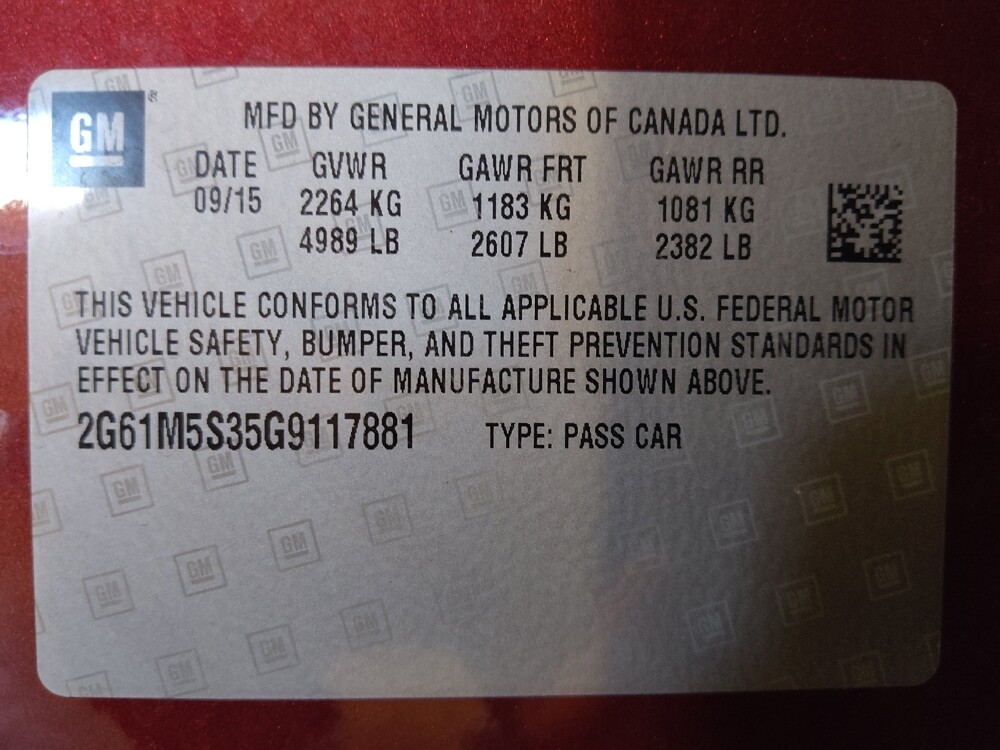 GM
MFD BY GENERAL MOTORS OF CANADA LTD.
DATE GVWR GAWR FRT GAWR RR
09/15 2264 KG 1183 KG 1081 KG
4989 LB 2607 LB 2382 LB
THIS VEHICLE CONFORMS TO ALL APPLICABLE U.S. FEDERAL MOTOR
VEHICLE SAFETY, BUMPER, AND THEFT PREVENTION STANDARDS IN
EFFECT ON THE DATE OF MANUFACTURE SHOWN ABOVE.
2G61M5S35G9117881 TYPE: PASS CAR